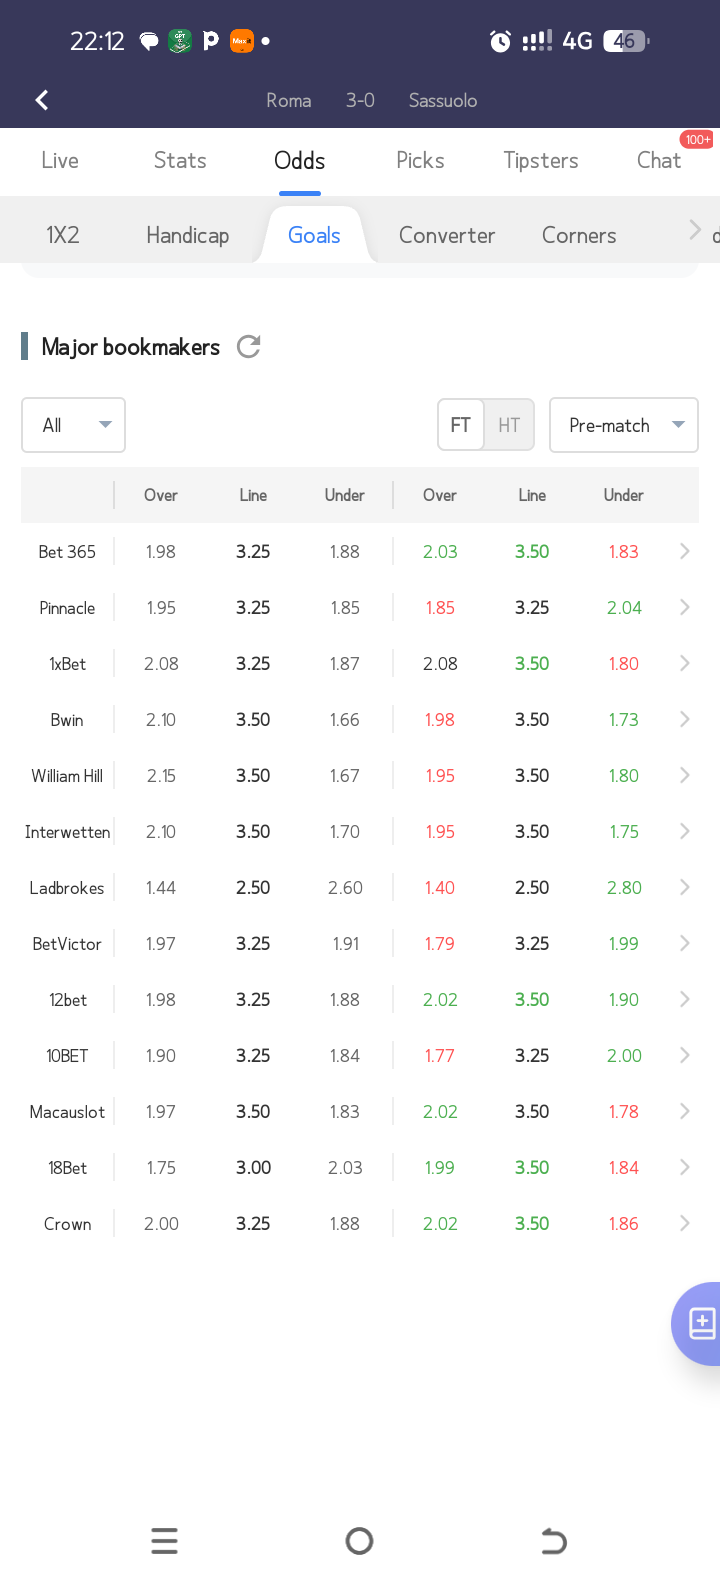 22:12 4G 46
Roma 3-0 Sassuolo
Live Stats Odds Picks Tipsters Chat 100+
1X2 Handicap Goals Converter Corners d
Major bookmakers
All FT HT Pre-match
Over Line Under Over Line Under
Bet 365 1.98 3.25 1.88 2.03 3.50 1.83
Pinnacle 1.95 3.25 1.85 1.85 3.25 2.04
1xBet 2.08 3.25 1.87 2.08 3.50 1.80
Bwin 2.10 3.50 1.66 1.98 3.50 1.73
William Hill 2.15 3.50 1.67 1.95 3.50 1.80
Interwetten 2.10 3.50 1.70 1.95 3.50 1.75
Ladbrokes 1.44 2.50 2.60 1.40 2.50 2.80
BetVictor 1.97 3.25 1.91 1.79 3.25 1.99
12bet 1.98 3.25 1.88 2.02 3.50 1.90
10BET 1.90 3.25 1.84 1.77 3.25 2.00
Macauslot 1.97 3.50 1.83 2.02 3.50 1.78
18Bet 1.75 3.00 2.03 1.99 3.50 1.84
Crown 2.00 3.25 1.88 2.02 3.50 1.86